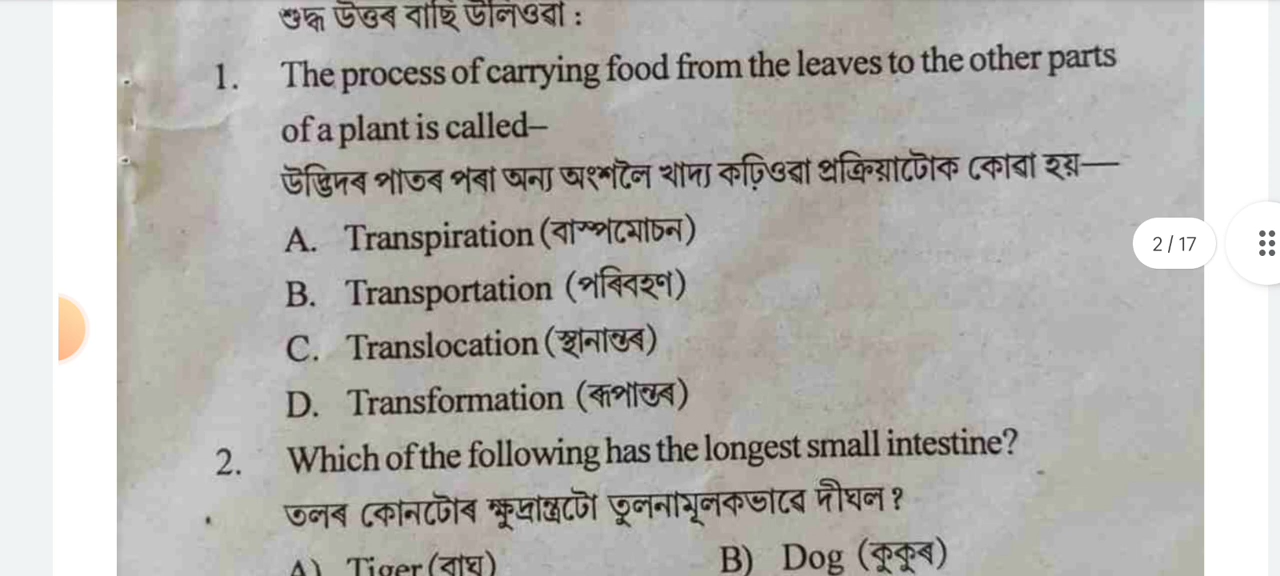 শুদ্ধ উত্তৰ বাছি উলিওৱা :
1. The process of carrying food from the leaves to the other parts
of a plant is called–
উদ্ভিদৰ পাতৰ পৰা অন্য অংশলৈ খাদ্য কঢ়িওৱা প্ৰক্ৰিয়াটোক কোৱা হয়—
A. Transpiration (বাস্পমোচন)
B. Transportation (পৰিবহণ)
2 / 17
C. Translocation (স্থানান্তৰ)
D. Transformation (ৰূপান্তৰ)
2. Which of the following has the longest small intestine?
তলৰ কোনটোৰ ক্ষুদ্ৰান্ত্ৰটো তুলনামূলকভাৱে দীঘল ?
A) Tiger (বাঘ) B) Dog (কুকুৰ)